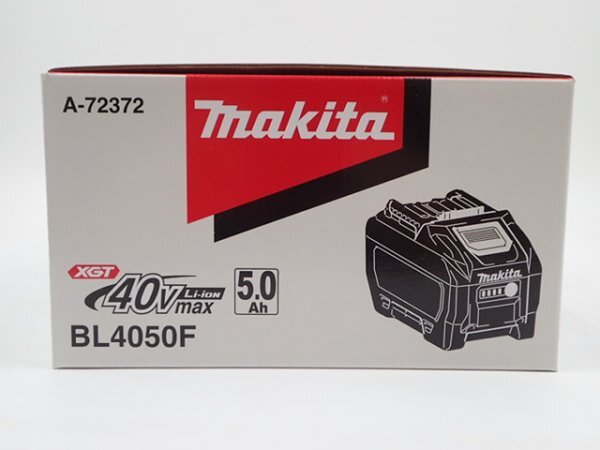 A-72372
makita®
XGT
40Vmax Li-ion
5.0 Ah
BL4050F
makita